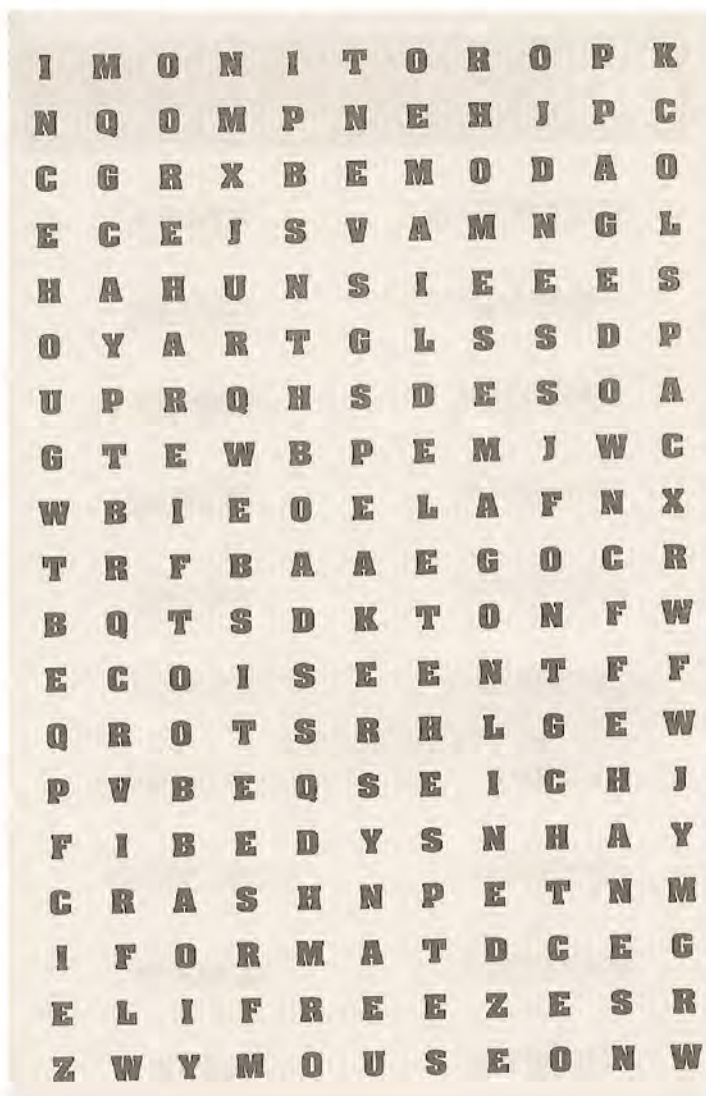 I M O N I T O R O P K
N Q O M P N E H J P C
C G R X B E M O D A O
E C E J S V A M N G L
H A H U N S I E E E S
O Y A R T G L S S D P
U P R Q H S D E S O A
G T E W B P E M J W C
W B I E O E L A F N X
T R F B A A E G O C R
B Q T S D K T O N F W
E C O I S E E N T F F
Q R O T S R H L G E W
P V B E Q S E I C H J
F I B E D Y S N H A Y
C R A S H N P E T N M
I F O R M A T D C E G
E L I F R E E Z E S R
Z W Y M O U S E O N W